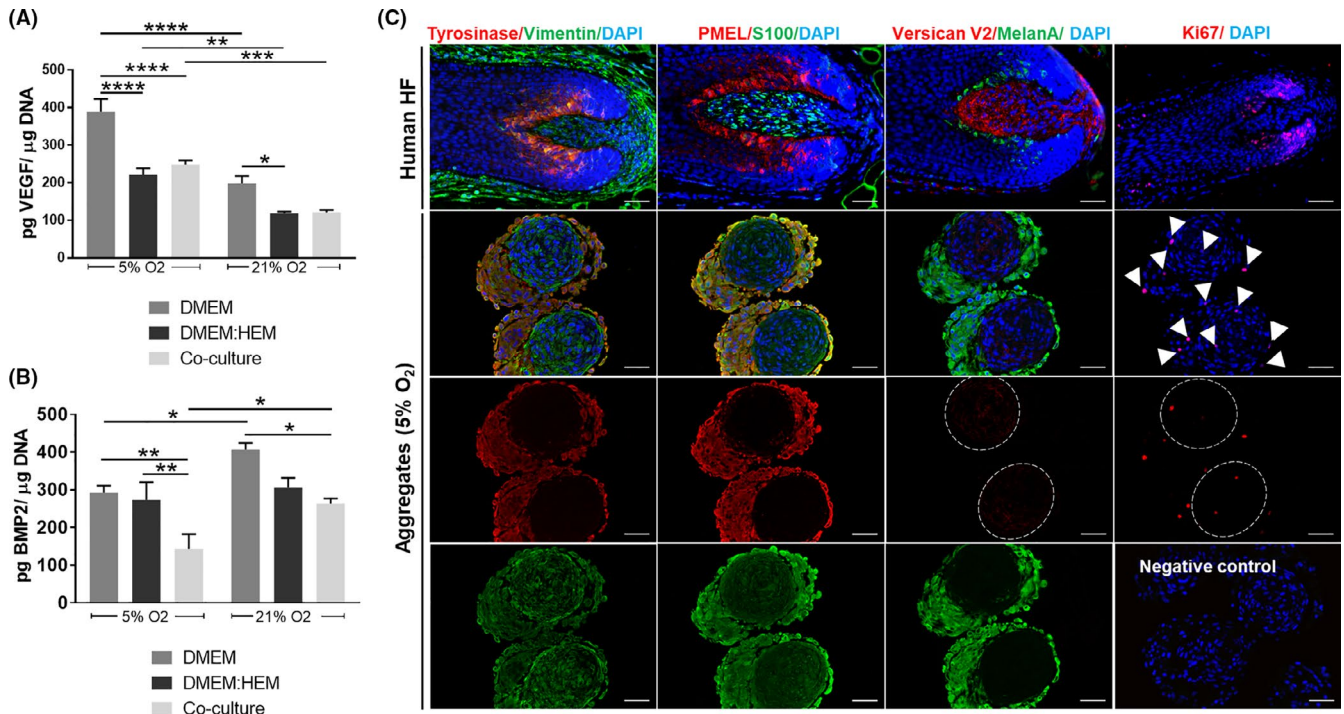 (A)
****
**
****
***
****
*
500
400
300
200
100
0
pg VEGF/ µg DNA
5% O2
21% O2
DMEM
DMEM:HEM
Co-culture
(B)
*
*
**
*
**
500
400
300
200
100
0
pg BMP2/ µg DNA
5% O2
21% O2
DMEM
DMEM:HEM
Co-culture
(C)
Tyrosinase/Vimentin/DAPI
PMEL/S100/DAPI
Versican V2/MelanA/ DAPI
Ki67/ DAPI
Human HF
Aggregates (5% O₂)
Negative control